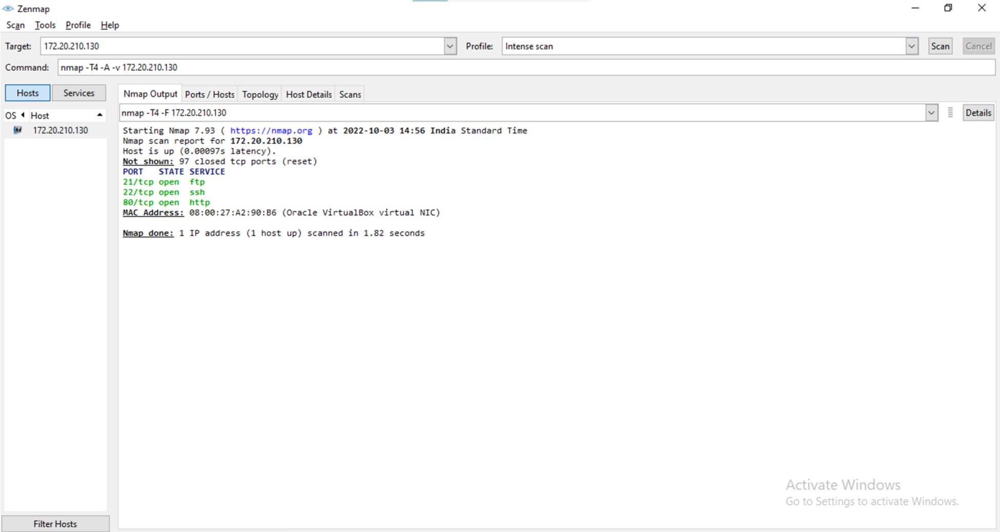 Zenmap
Scan Tools Profile Help
Target: 172.20.210.130 Profile: Intense scan Scan Cancel
Command: nmap -T4 -A -v 172.20.210.130
Hosts Services
Nmap Output Ports / Hosts Topology Host Details Scans
OS Host
172.20.210.130
nmap -T4 -F 172.20.210.130 Details
Starting Nmap 7.93 ( https://nmap.org ) at 2022-10-03 14:56 India Standard Time
Nmap scan report for 172.20.210.130
Host is up (0.00097s latency).
Not shown: 97 closed tcp ports (reset)
PORT STATE SERVICE
21/tcp open ftp
22/tcp open ssh
80/tcp open http
MAC Address: 08:00:27:A2:90:B6 (Oracle VirtualBox virtual NIC)
Nmap done: 1 IP address (1 host up) scanned in 1.82 seconds
Activate Windows
Go to Settings to activate Windows.
Filter Hosts